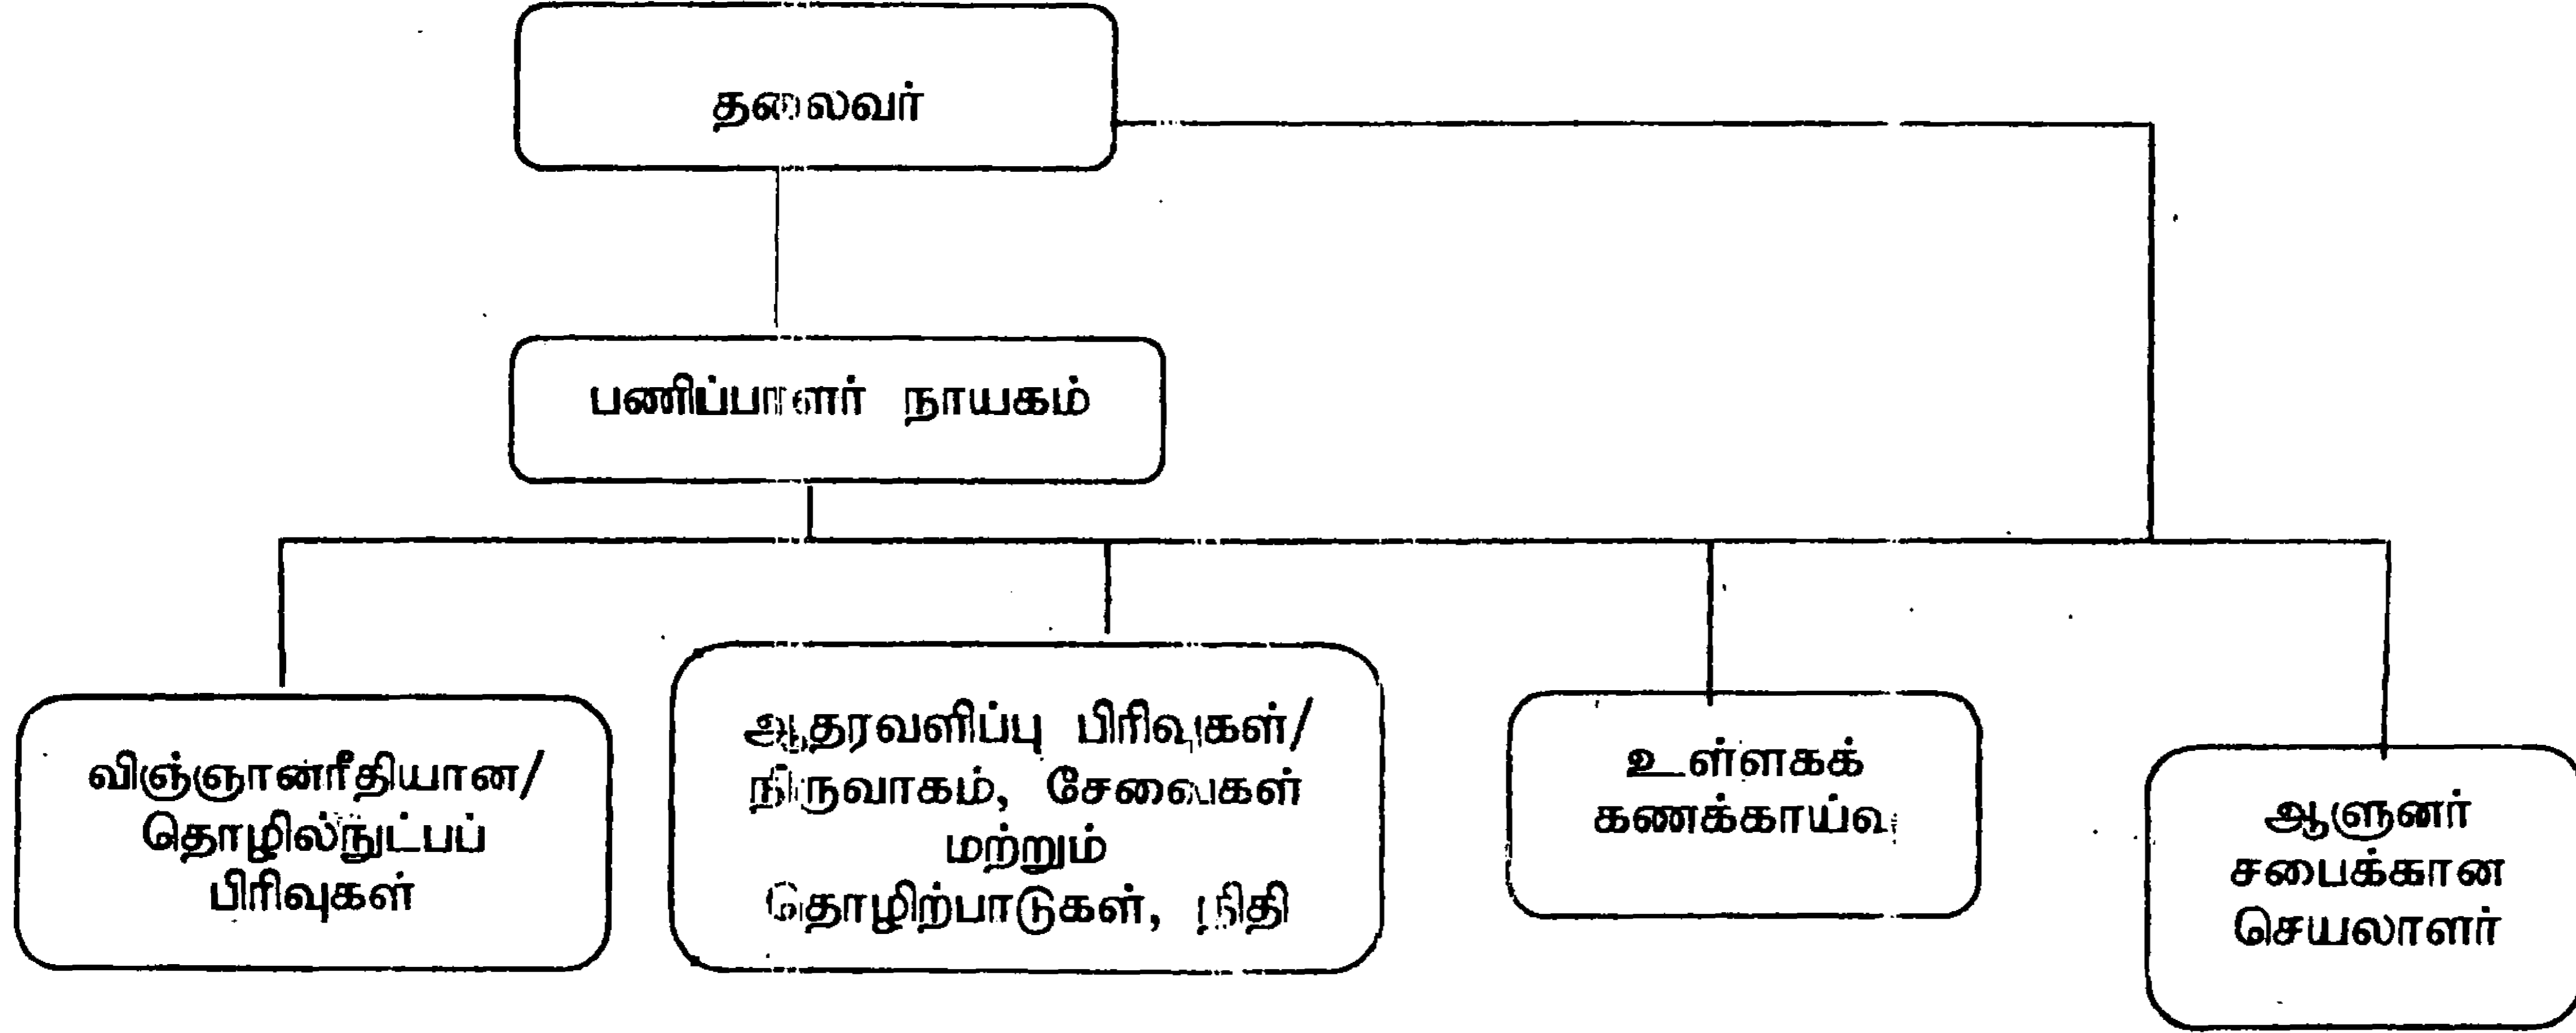 தலைவர்
பணிப்பாளர் நாயகம்
விஞ்ஞானரீதியான/
தொழில்நுட்பப்
பிரிவுகள்
ஆதரவளிப்பு பிரிவுகள்/
நிருவாகம், சேவைகள்
மற்றும்
தொழிற்பாடுகள், நிதி
உள்ளகக்
கணக்காய்வு
ஆளுனர்
சபைக்கான
செயலாளர்